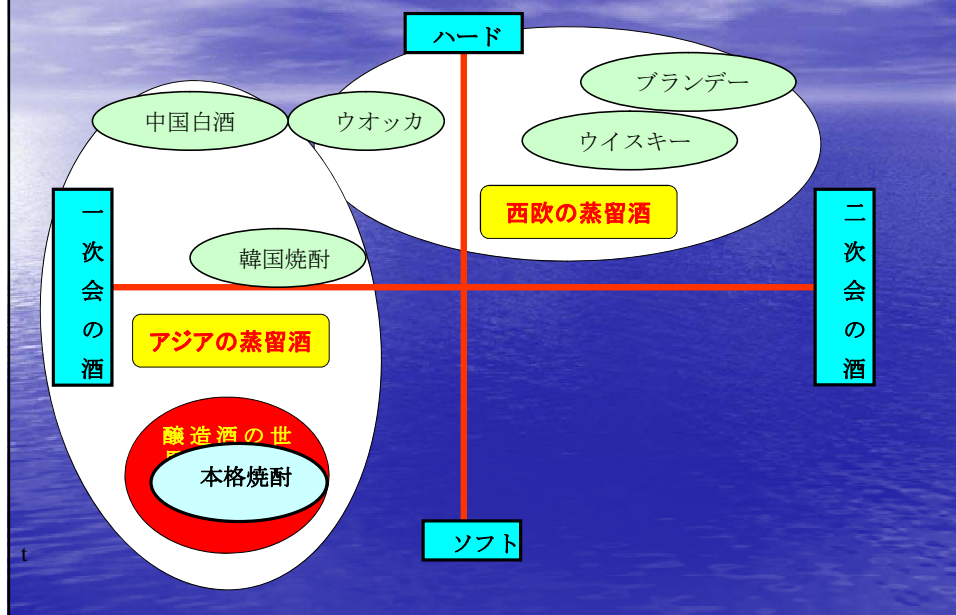 ハード
ブランデー
中国白酒
ウオッカ
ウイスキー
一次会の酒
西欧の蒸留酒
二次会の酒
韓国焼酎
アジアの蒸留酒
醸造酒の世
本格焼酎
ソフト
t